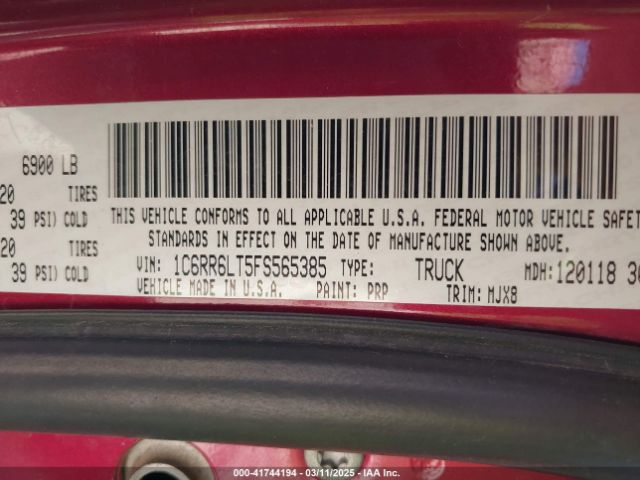 6900 LB
20 TIRES
39 PSI) COLD
20 TIRES
39 PSI) COLD
THIS VEHICLE CONFORMS TO ALL APPLICABLE U.S.A. FEDERAL MOTOR VEHICLE SAFET
STANDARDS IN EFFECT ON THE DATE OF MANUFACTURE SHOWN ABOVE.
VIN: 1C6RR6LT5FS565385 TYPE: TRUCK MDH: 120118 30
VEHICLE MADE IN U.S.A. PAINT: PRP TRIM: MJX8
000-41744194 - 03/11/2025 - IAA Inc.